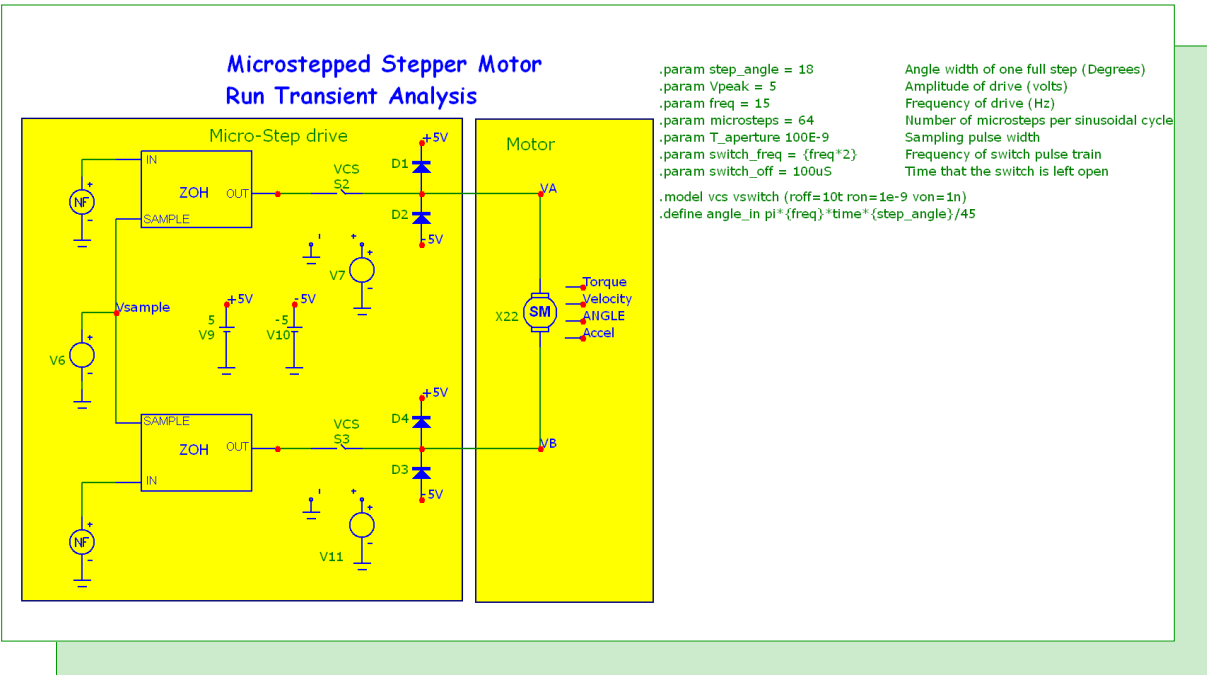 Microstepped Stepper Motor
Run Transient Analysis
.param step_angle = 18 Angle width of one full step (Degrees)
.param Vpeak = 5 Amplitude of drive (volts)
.param freq = 15 Frequency of drive (Hz)
.param microsteps = 64 Number of microsteps per sinusoidal cycle
.param T_aperture 100E-9 Sampling pulse width
.param switch_freq = {freq*2} Frequency of switch pulse train
.param switch_off = 100uS Time that the switch is left open
.model vcs vswitch (roff=10t ron=1e-9 von=1n)
.define angle_in pi*{freq}*time*{step_angle}/45
Micro-Step drive
Motor
+5V
IN
D1
VCS
S2
ZOH
OUT
VA
NF
SAMPLE
D2
-5V
V7
Vsample
+5V
-5V
5
V9
-5
V10
V6
X22
SM
Torque
Velocity
ANGLE
Accel
+5V
SAMPLE
D4
VCS
S3
ZOH
OUT
VB
IN
D3
-5V
NF
V11